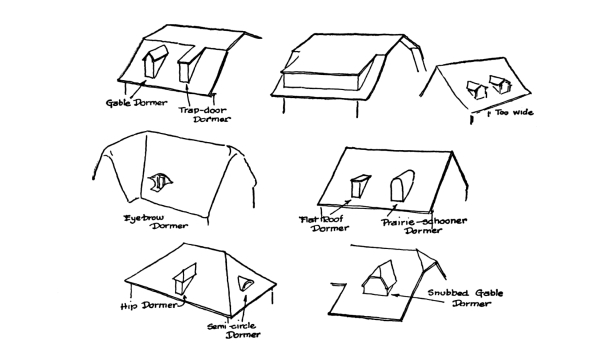 Gable Dormer
Trap-door
Dormer
Too wide
Eyebrow
Dormer
Flat Roof
Dormer
Prairie-schooner
Dormer
Hip Dormer
Semi-circle
Dormer
Snubbed Gable
Dormer